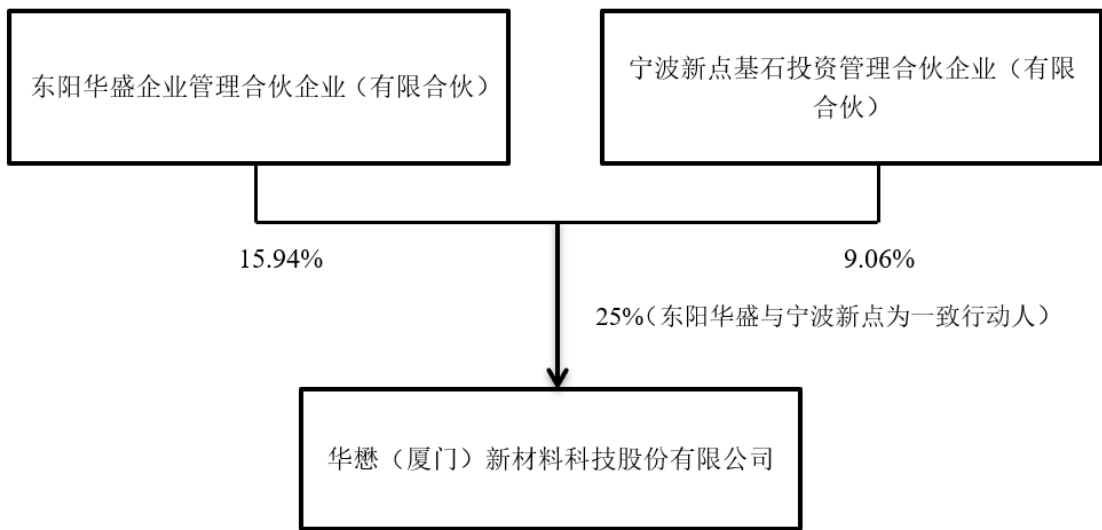 东阳华盛企业管理合伙企业（有限合伙）
宁波新点基石投资管理合伙企业（有限
合伙）
15.94%
9.06%
25%（东阳华盛与宁波新点为一致行动人）
华懋（厦门）新材料科技股份有限公司